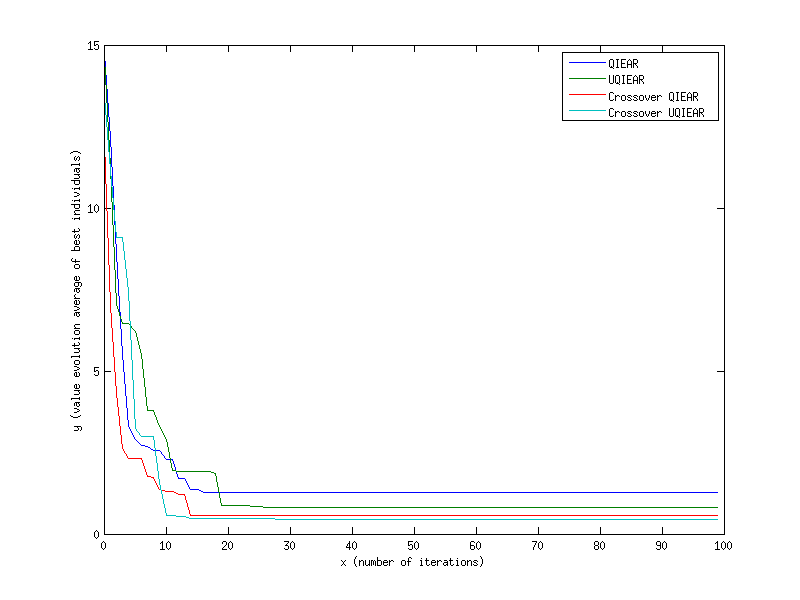 15
10
5
0
y (value evolution average of best individuals)
QIEAR
UQIEAR
Crossover QIEAR
Crossover UQIEAR
0 10 20 30 40 50 60 70 80 90 100
x (number of iterations)